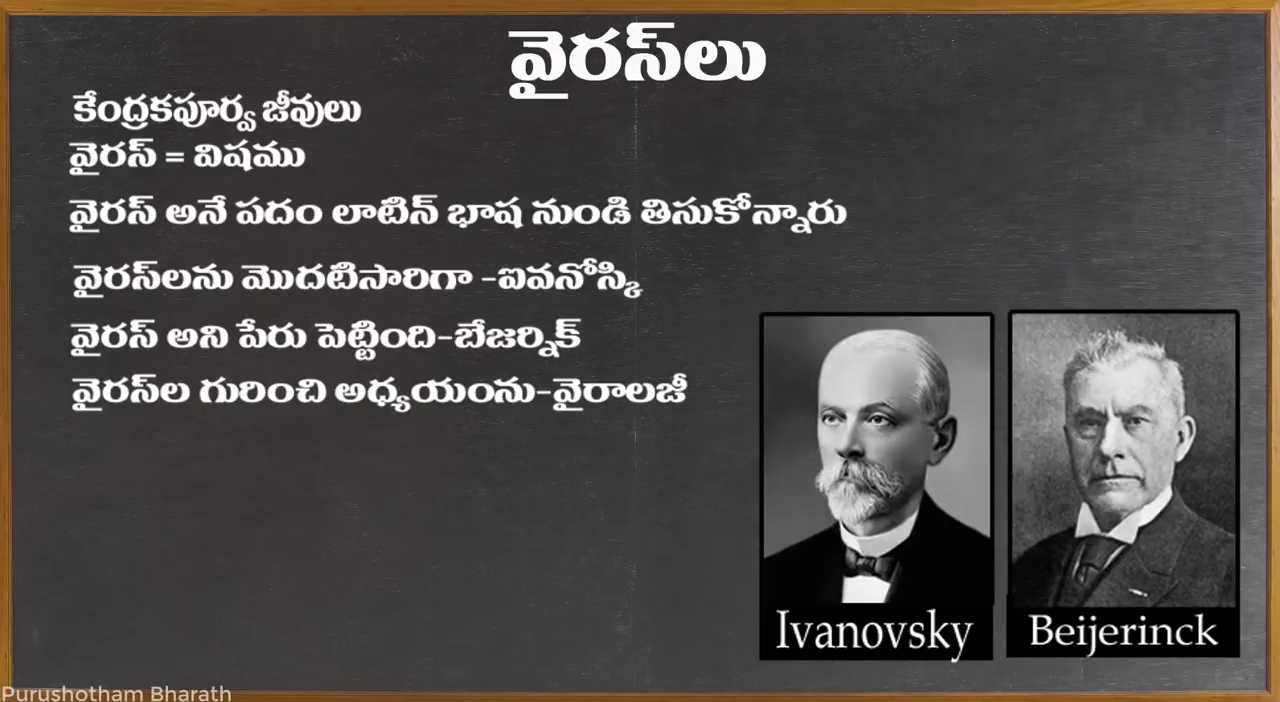 వైరస్‌లు
కేంద్రకపూర్వ జీవులు
వైరస్ = విషము
వైరస్ అనే పదం లాటిన్ భాష నుండి తిసుకోన్నారు
వైరస్‌లను మొదటిసారిగా -ఐవనోస్కి
వైరస్ అని పేరు పెట్టింది-బేజర్నిక్
వైరస్‌ల గురించి అధ్యయంను-వైరాలజీ
Ivanovsky
Beijerinck
Purushotham Bharath